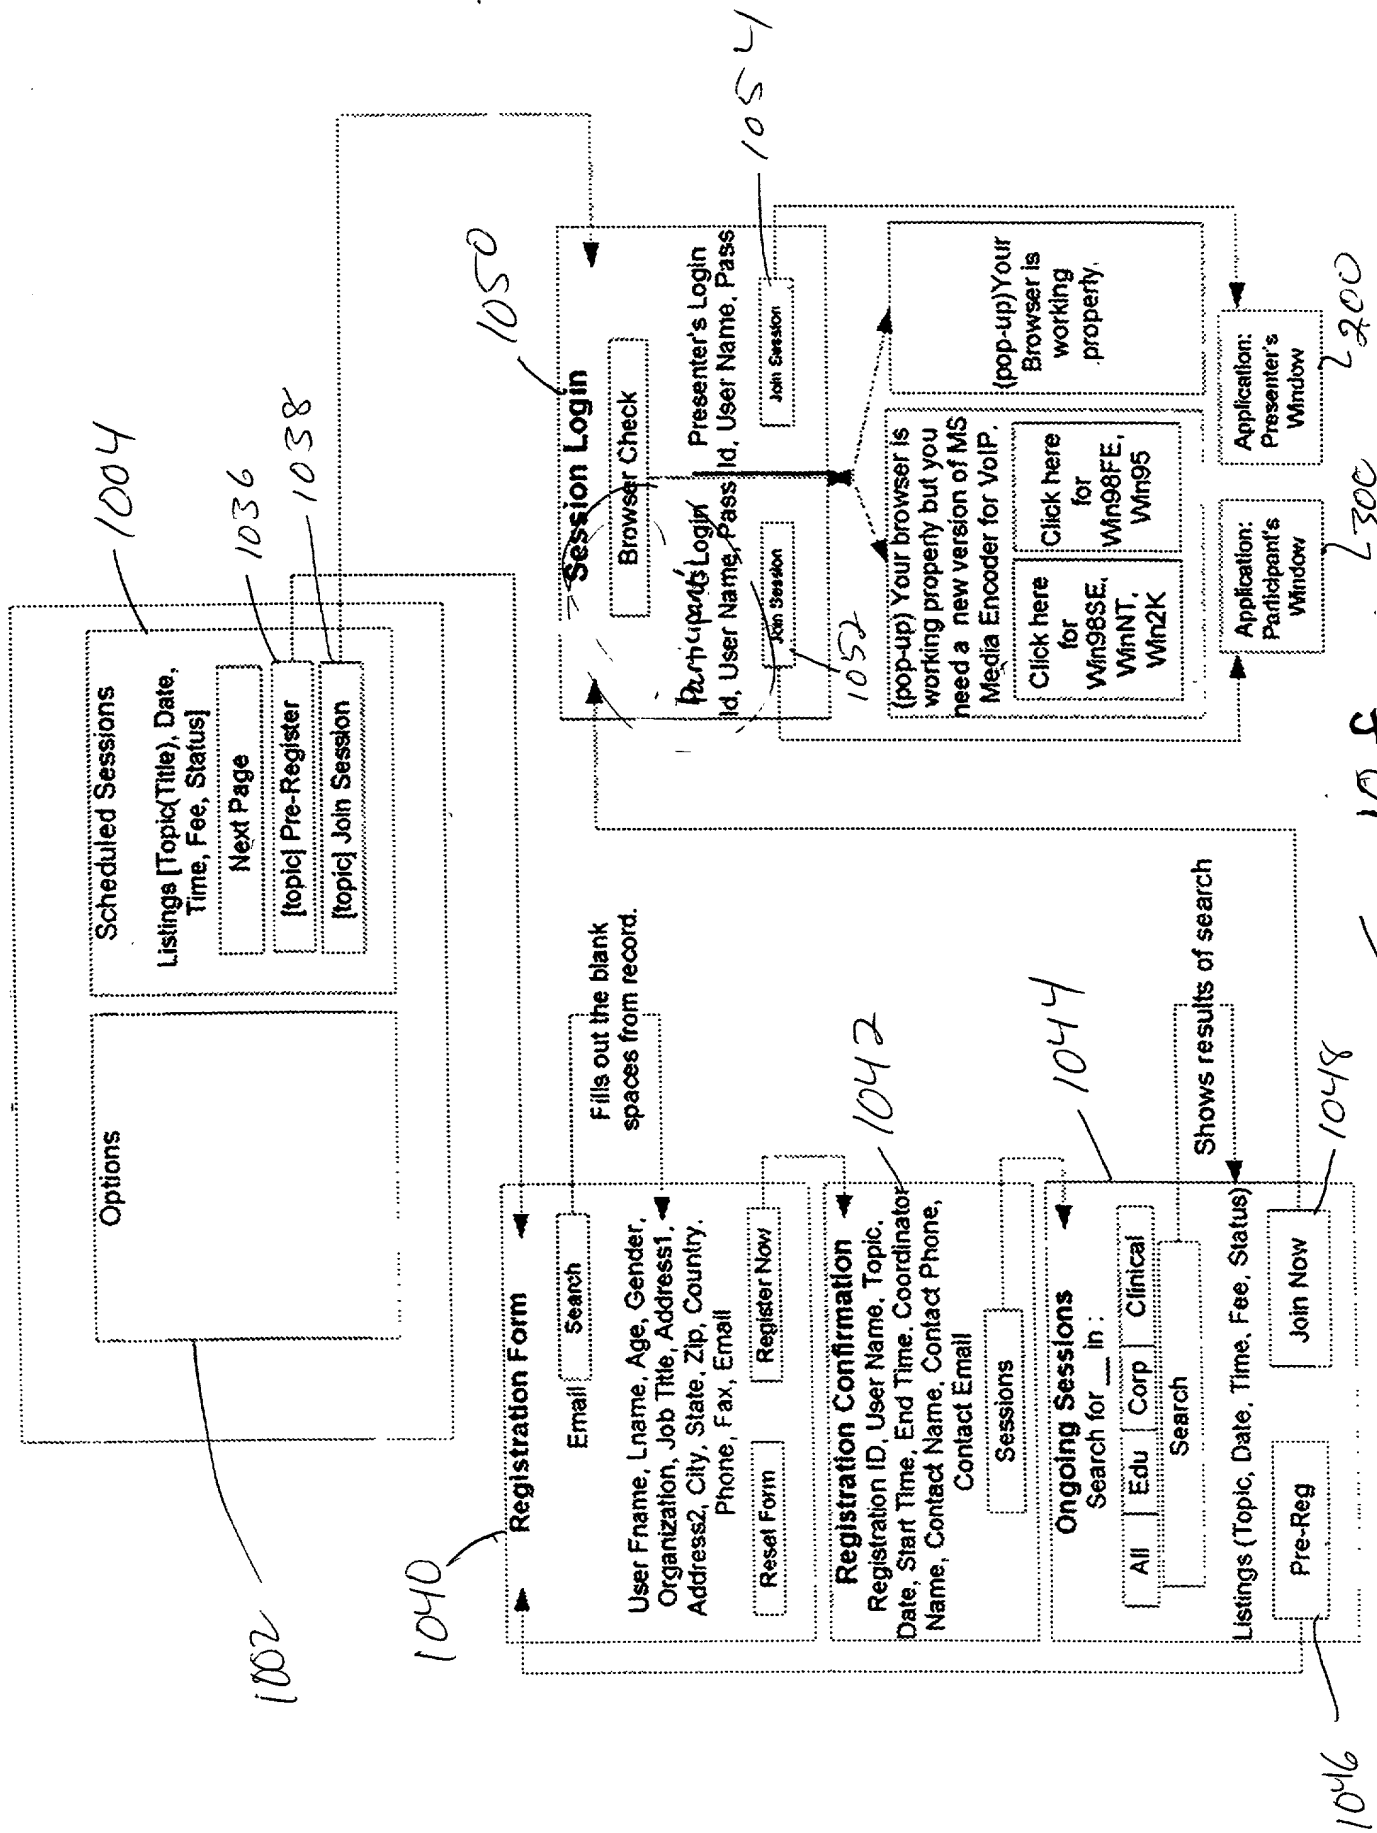 1002
Options
Scheduled Sessions
1004
Listings [Topic(Title), Date,
Time, Fee, Status]
Next Page
[topic] Pre-Register
1036
[topic] Join Session
1038
1040
Registration Form
Email
Search
Fills out the blank
spaces from record.
User Fname, Lname, Age, Gender,
Organization, Job Title, Address1,
Address2, City, State, Zip, Country.
Phone, Fax, Email
Reset Form
Register Now
Registration Confirmation
Registration ID, User Name, Topic,
Date, Start Time, End Time, Coordinator
Name, Contact Name, Contact Phone,
Contact Email
1042
Sessions
1044
Ongoing Sessions
Search for __ in :
All
Edu
Corp
Clinical
Search
Shows results of search
Listings (Topic, Date, Time, Fee, Status)
Pre-Reg
Join Now
1046
1048
1050
Session Login
Browser Check
Participant's Login
Id, User Name, Pass
Join Session
1052
Presenter's Login
Id, User Name, Pass
Join Session
1054
(pop-up) Your browser is
working properly but you
need a new version of MS
Media Encoder for VoIP.
Click here
for
Win98SE,
WinNT,
Win2K
Click here
for
Win98FE,
Win95
(pop-up)Your
Browser is
working
property.
Application:
Participant's
Window
300
Application:
Presenter's
Window
200